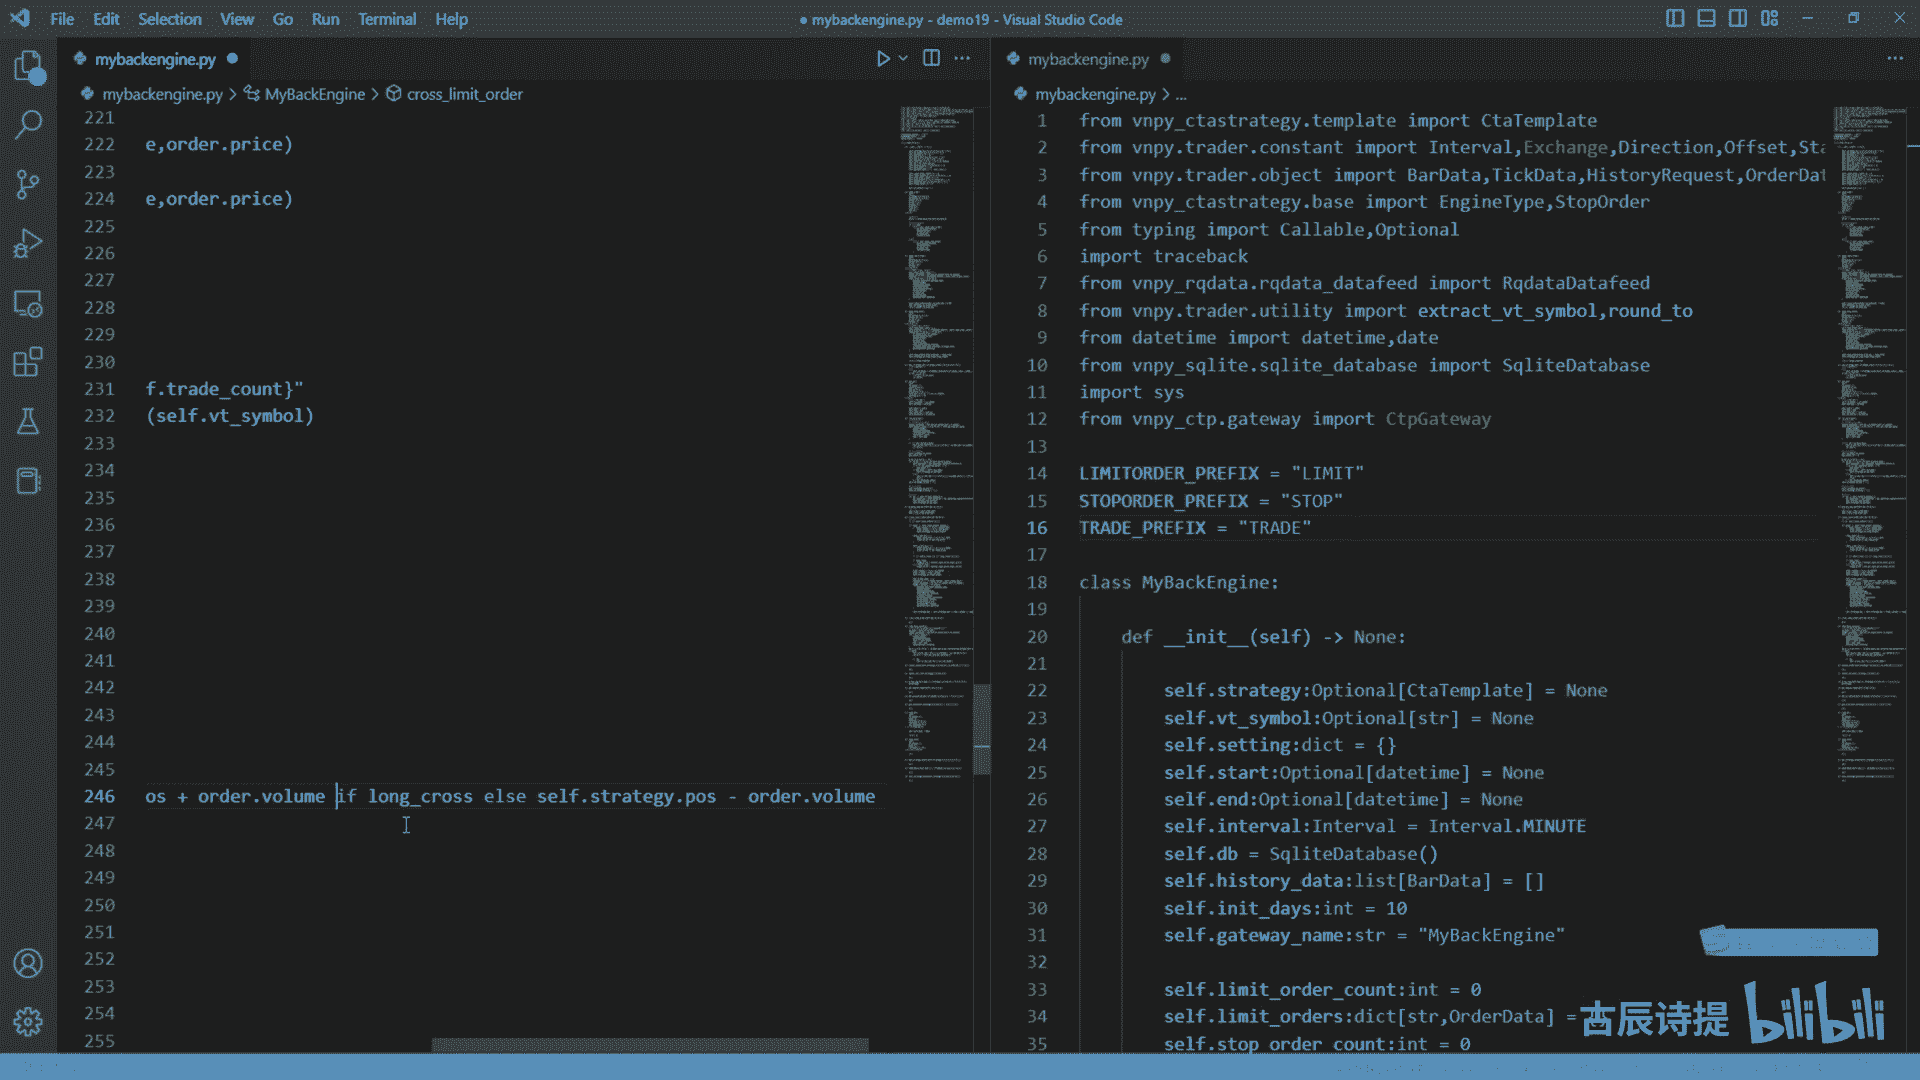 File Edit Selection View Go Run Terminal Help
● mybackengine.py - demo19 - Visual Studio Code
mybackengine.py
mybackengine.py > MyBackEngine > cross_limit_order
221
222 e,order.price)
223
224 e,order.price)
225
226
227
228
229
230
231 f.trade_count}"
232 (self.vt_symbol)
233
234
235
236
237
238
239
240
241
242
243
244
245
246 os + order.volume if long_cross else self.strategy.pos - order.volume
247
248
249
250
251
252
253
254
255
mybackengine.py
mybackengine.py > ...
1 from vnpy_ctastrategy.template import CtaTemplate
2 from vnpy.trader.constant import Interval,Exchange,Direction,Offset,Sta
3 from vnpy.trader.object import BarData,TickData,HistoryRequest,OrderDat
4 from vnpy_ctastrategy.base import EngineType,StopOrder
5 from typing import Callable,Optional
6 import traceback
7 from vnpy_rqdata.rqdata_datafeed import RqdataDatafeed
8 from vnpy.trader.utility import extract_vt_symbol,round_to
9 from datetime import datetime,date
10 from vnpy_sqlite.sqlite_database import SqliteDatabase
11 import sys
12 from vnpy_ctp.gateway import CtpGateway
13
14 LIMITORDER_PREFIX = "LIMIT"
15 STOPORDER_PREFIX = "STOP"
16 TRADE_PREFIX = "TRADE"
17
18 class MyBackEngine:
19
20 def __init__(self) -> None:
21
22 self.strategy:Optional[CtaTemplate] = None
23 self.vt_symbol:Optional[str] = None
24 self.setting:dict = {}
25 self.start:Optional[datetime] = None
26 self.end:Optional[datetime] = None
27 self.interval:Interval = Interval.MINUTE
28 self.db = SqliteDatabase()
29 self.history_data:list[BarData] = []
30 self.init_days:int = 10
31 self.gateway_name:str = "MyBackEngine"
32
33 self.limit_order_count:int = 0
34 self.limit_orders:dict[str,OrderData] =
35 self.stop_order_count:int = 0
古辰诗提 bilibili